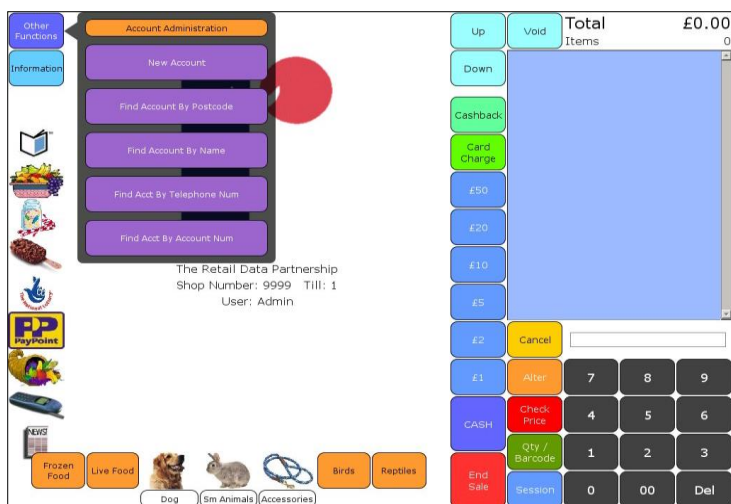 Other
Functions
Information
Account Administration
New Account
Find Account By Postcode
Find Account By Name
Find Acct By Telephone Num
Find Acct By Account Num
The Retail Data Partnership
Shop Number: 9999 Till: 1
User: Admin
The National Lottery
PP
PayPoint
NEWS
Frozen
Food
Live Food
Dog
Sm Animals
Accessories
Birds
Reptiles
Up
Void
Down
Cashback
Card
Charge
£50
£20
£10
£5
£2
£1
CASH
End
Sale
Total £0.00
Items 0
Cancel
Alter
Check
Price
Qty /
Barcode
Session
7 8 9
4 5 6
1 2 3
0 00 Del